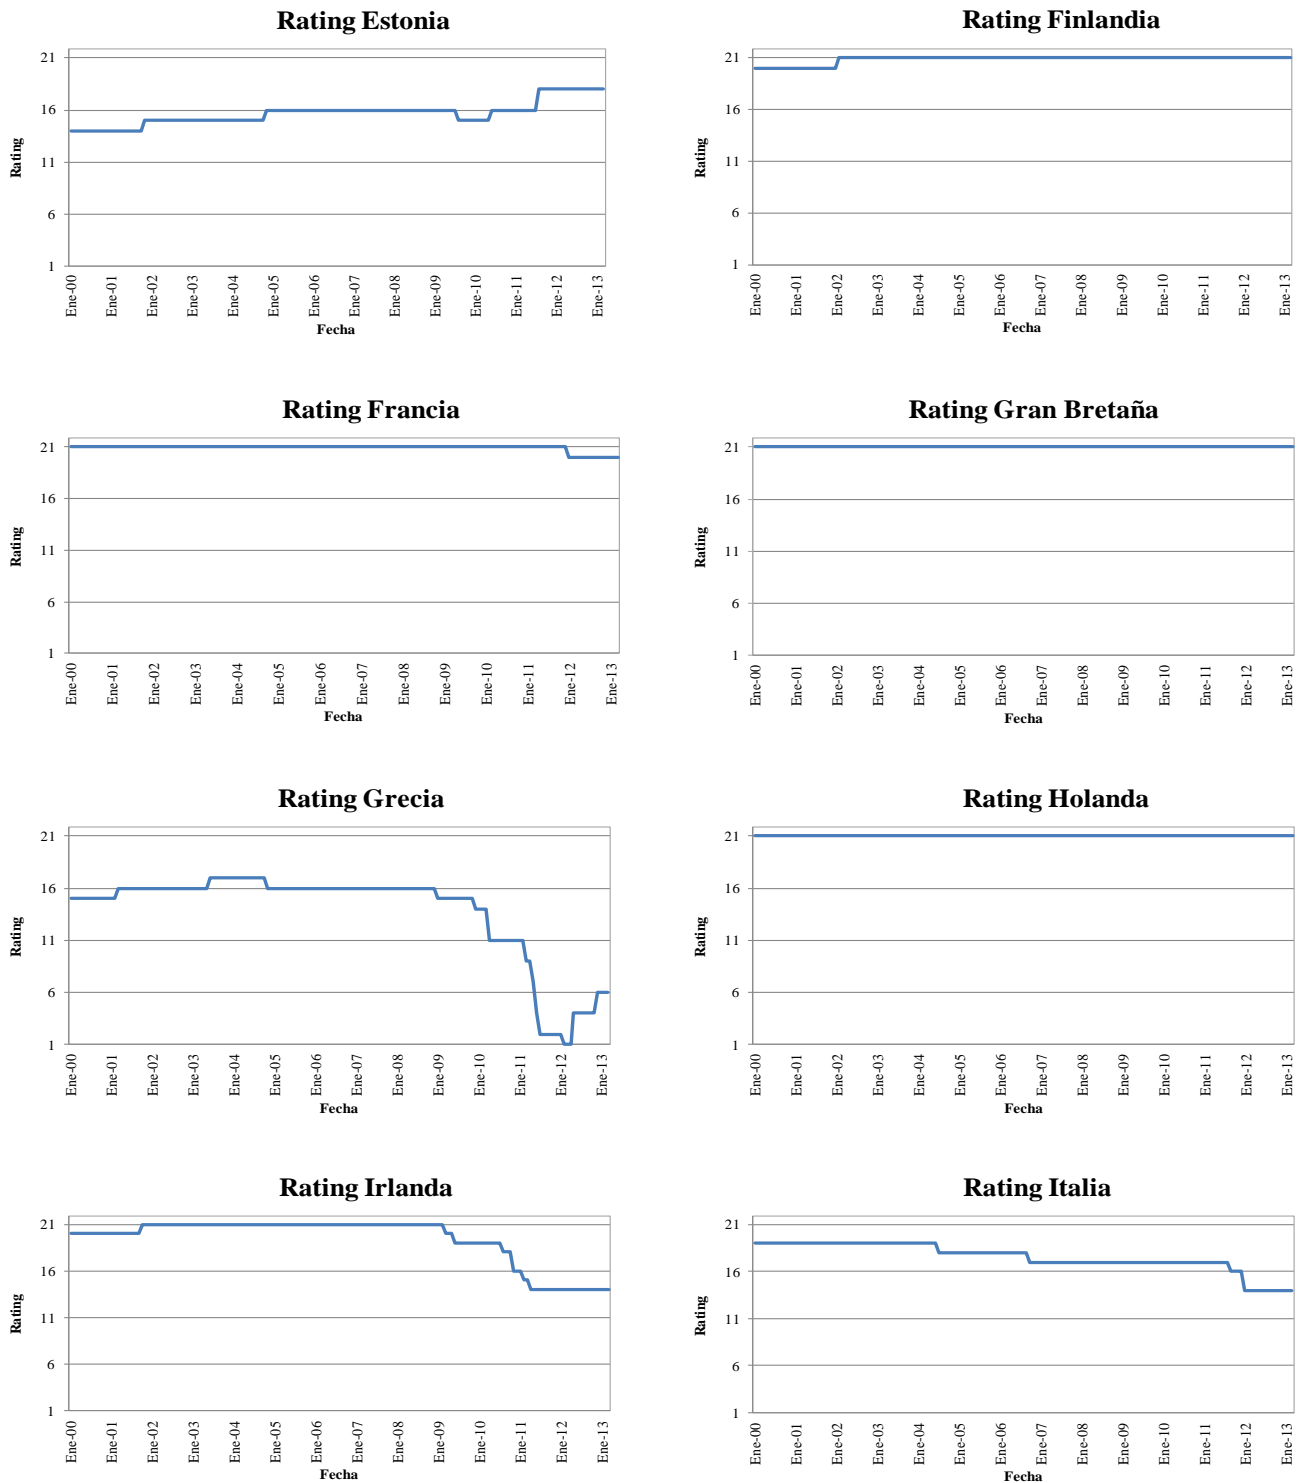 Rating Estonia
21
16
11
6
1
Rating
Ene-00
Ene-01
Ene-02
Ene-03
Ene-04
Ene-05
Ene-06
Ene-07
Ene-08
Ene-09
Ene-10
Ene-11
Ene-12
Ene-13
Fecha
Rating Finlandia
21
16
11
6
1
Rating
Ene-00
Ene-01
Ene-02
Ene-03
Ene-04
Ene-05
Ene-06
Ene-07
Ene-08
Ene-09
Ene-10
Ene-11
Ene-12
Ene-13
Fecha
Rating Francia
21
16
11
6
1
Rating
Ene-00
Ene-01
Ene-02
Ene-03
Ene-04
Ene-05
Ene-06
Ene-07
Ene-08
Ene-09
Ene-10
Ene-11
Ene-12
Ene-13
Fecha
Rating Gran Bretaña
21
16
11
6
1
Rating
Ene-00
Ene-01
Ene-02
Ene-03
Ene-04
Ene-05
Ene-06
Ene-07
Ene-08
Ene-09
Ene-10
Ene-11
Ene-12
Ene-13
Fecha
Rating Grecia
21
16
11
6
1
Rating
Ene-00
Ene-01
Ene-02
Ene-03
Ene-04
Ene-05
Ene-06
Ene-07
Ene-08
Ene-09
Ene-10
Ene-11
Ene-12
Ene-13
Fecha
Rating Holanda
21
16
11
6
1
Rating
Ene-00
Ene-01
Ene-02
Ene-03
Ene-04
Ene-05
Ene-06
Ene-07
Ene-08
Ene-09
Ene-10
Ene-11
Ene-12
Ene-13
Fecha
Rating Irlanda
21
16
11
6
1
Rating
Ene-00
Ene-01
Ene-02
Ene-03
Ene-04
Ene-05
Ene-06
Ene-07
Ene-08
Ene-09
Ene-10
Ene-11
Ene-12
Ene-13
Fecha
Rating Italia
21
16
11
6
1
Rating
Ene-00
Ene-01
Ene-02
Ene-03
Ene-04
Ene-05
Ene-06
Ene-07
Ene-08
Ene-09
Ene-10
Ene-11
Ene-12
Ene-13
Fecha